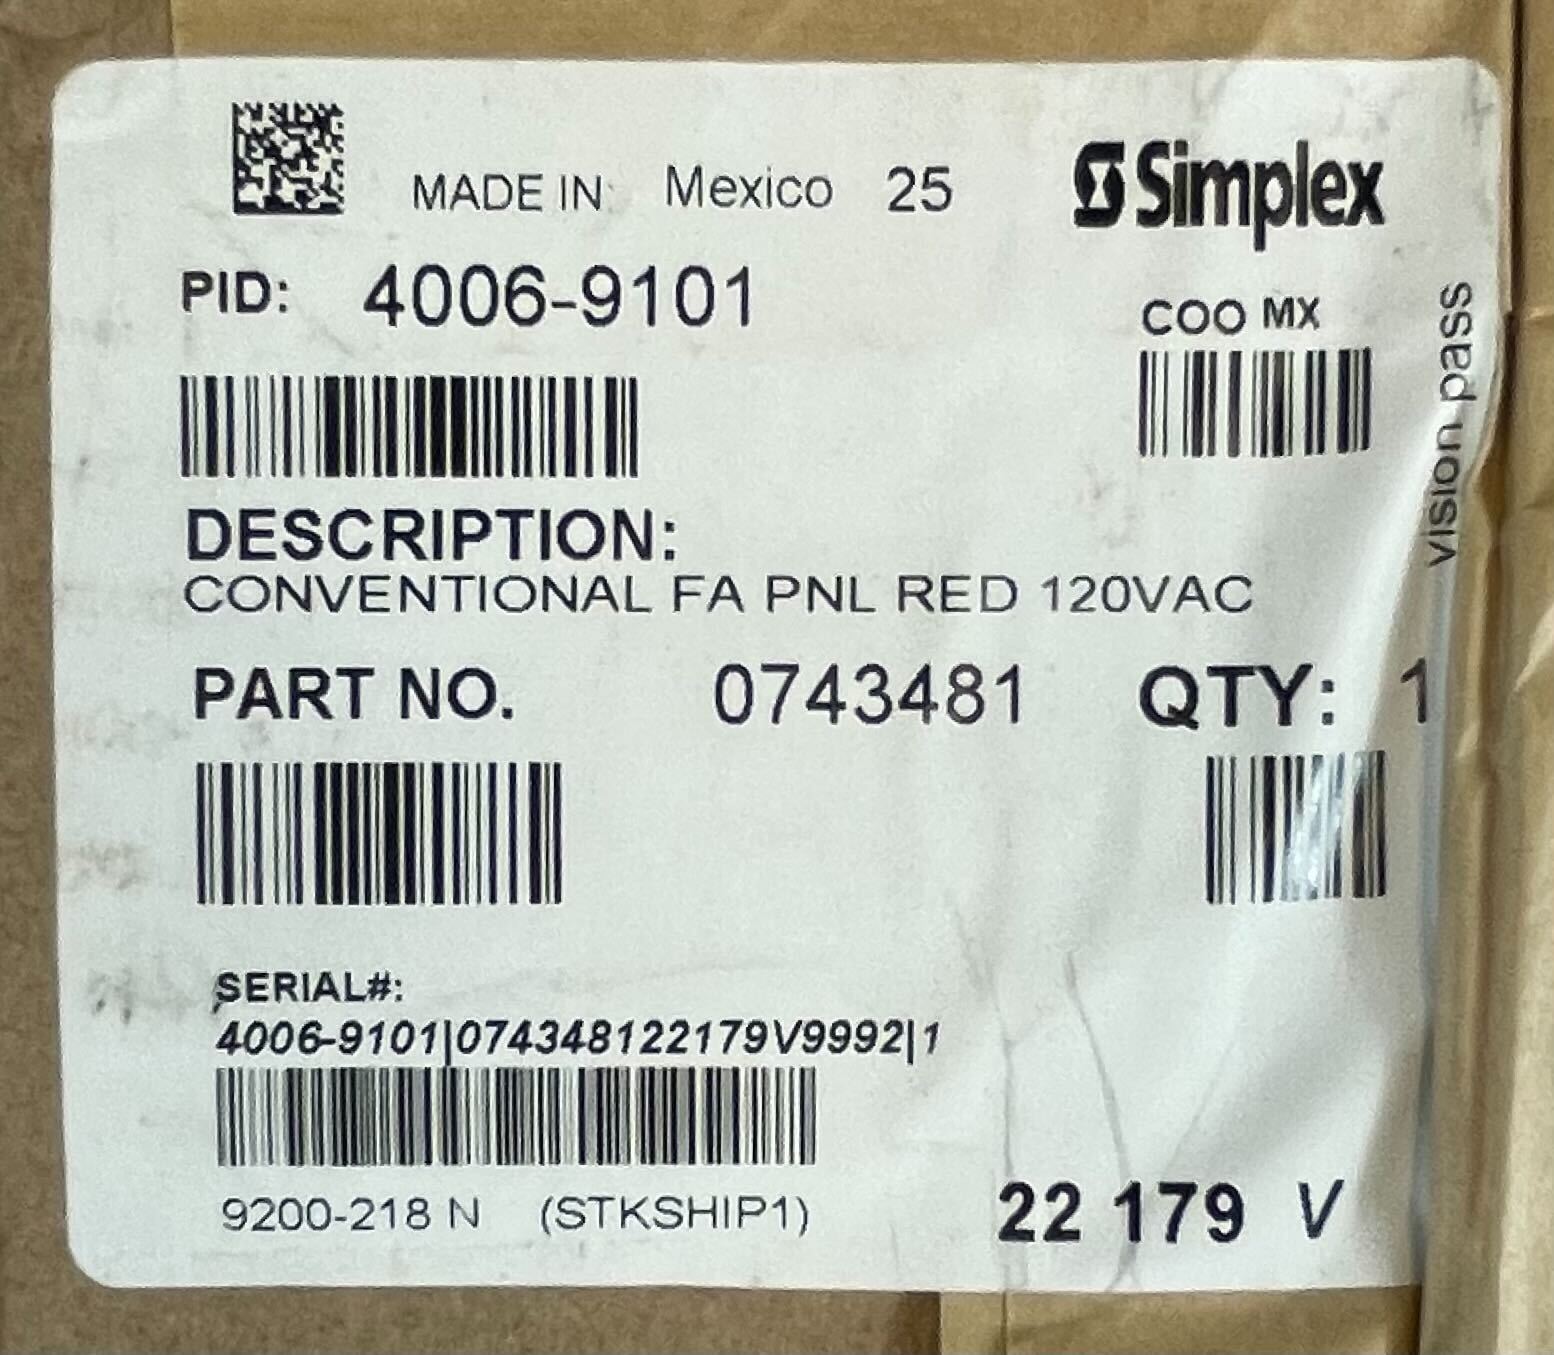 MADE IN: Mexico 25
Simplex
PID: 4006-9101
COO MX
vision pass
DESCRIPTION:
CONVENTIONAL FA PNL RED 120VAC
PART NO. 0743481 QTY: 1
SERIAL#:
4006-9101|074348122179V9992|1
9200-218 N (STKSHIP1)
22 179 V